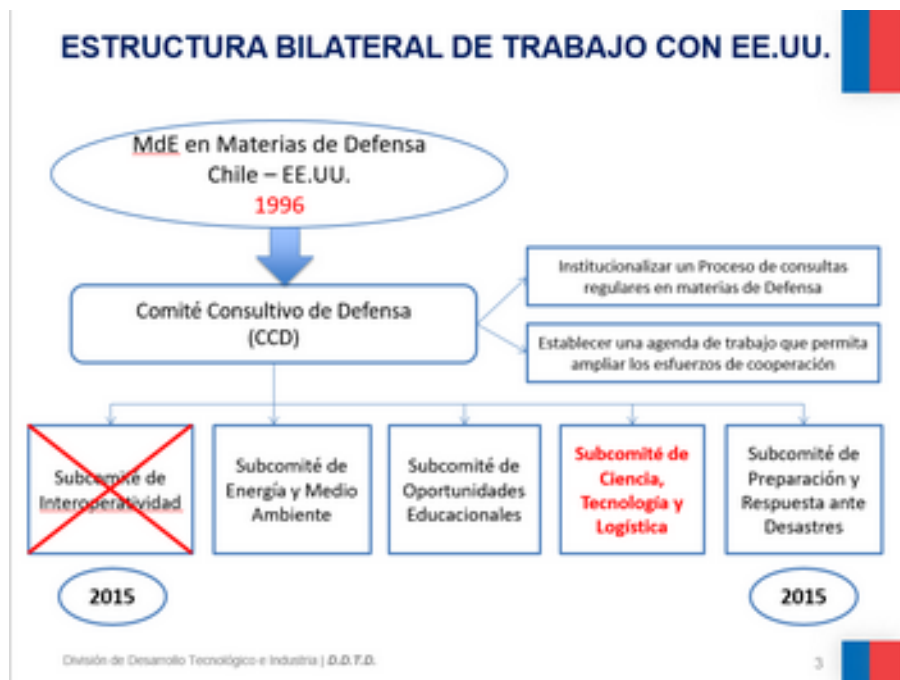 ESTRUCTURA BILATERAL DE TRABAJO CON EE.UU.
MdE en Materias de Defensa
Chile – EE.UU.
1996
Institucionalizar un Proceso de consultas
regulares en materias de Defensa
Comité Consultivo de Defensa
(CCD)
Establecer una agenda de trabajo que permita
ampliar los esfuerzos de cooperación
Subcomité de
Interoperatividad
Subcomité de
Energía y Medio
Ambiente
Subcomité de
Oportunidades
Educacionales
Subcomité de
Ciencia,
Tecnología y
Logística
Subcomité de
Preparación y
Respuesta ante
Desastres
2015
2015
División de Desarrollo Tecnológico e Industria | D.D.T.D.
3